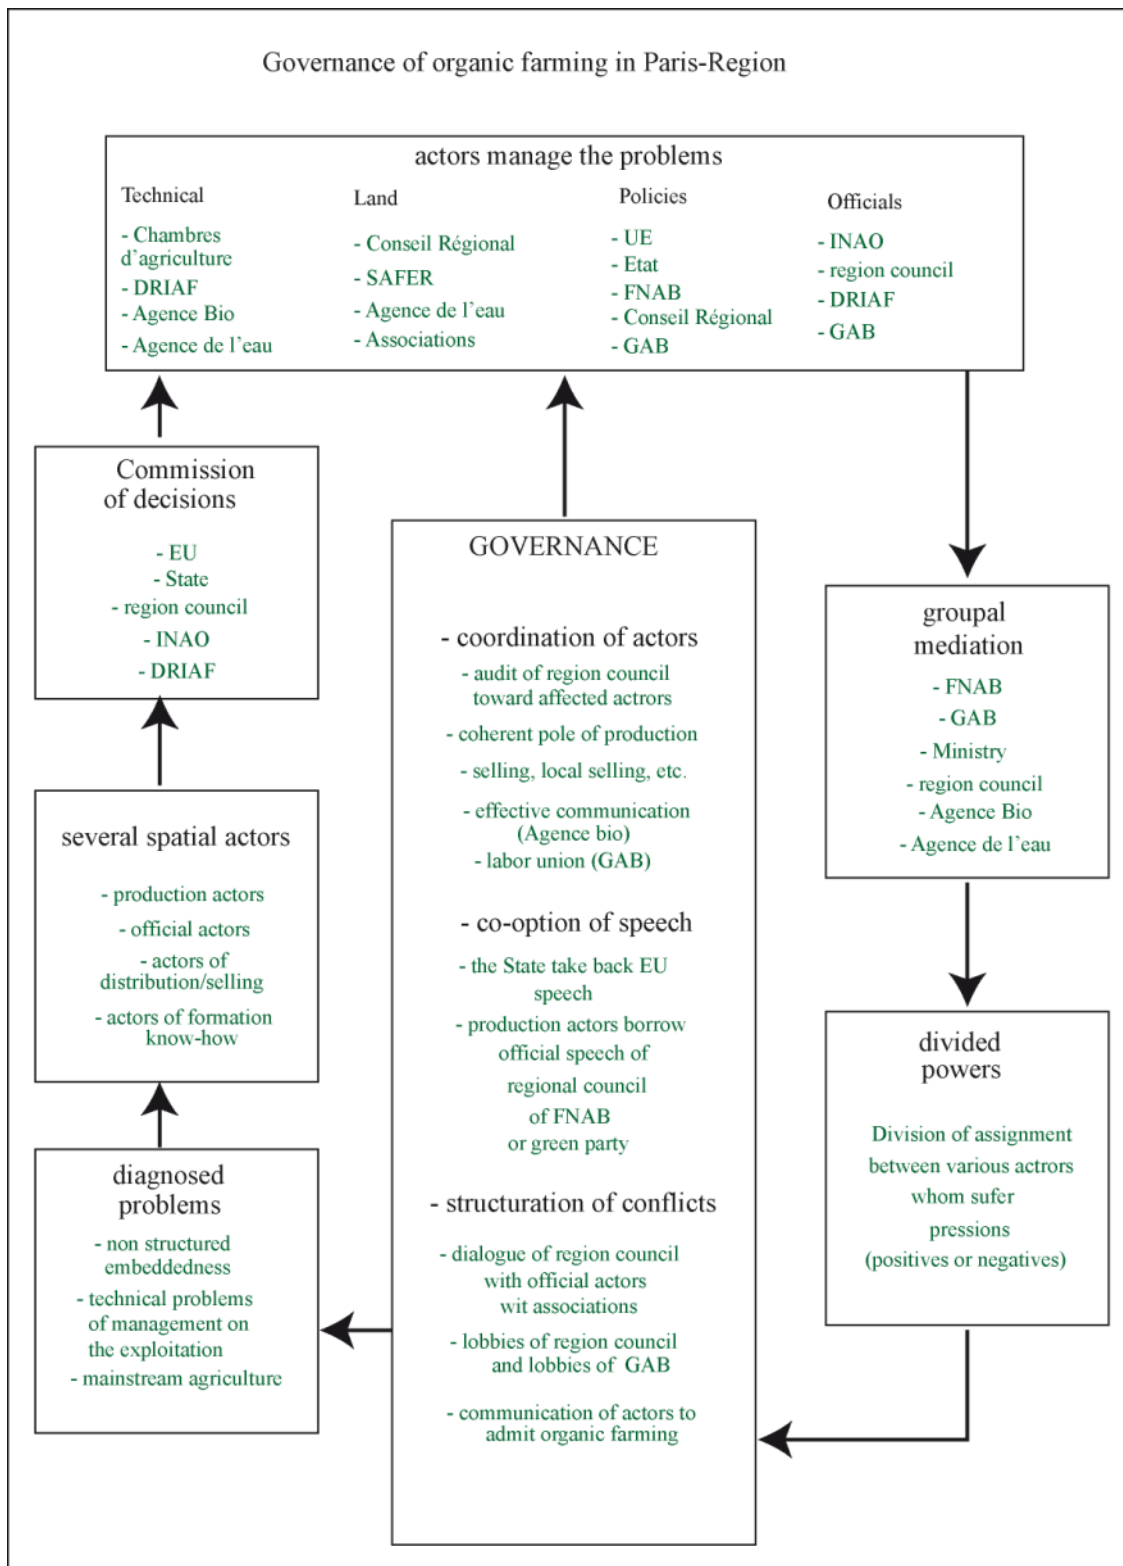 Governance of organic farming in Paris-Region
actors manage the problems
Technical
- Chambres
d'agriculture
- DRIAF
- Agence Bio
- Agence de l'eau
Land
- Conseil Régional
- SAFER
- Agence de l'eau
- Associations
Policies
- UE
- Etat
- FNAB
- Conseil Régional
- GAB
Officials
- INAO
- region council
- DRIAF
- GAB
Commission
of decisions
- EU
- State
- region council
- INAO
- DRIAF
several spatial actors
- production actors
- official actors
- actors of
distribution/selling
- actors of formation
know-how
diagnosed
problems
- non structured
embeddedness
- technical problems
of management on
the exploitation
- mainstream agriculture
GOVERNANCE
- coordination of actors
- audit of region council
toward affected actrors
- coherent pole of production
- selling, local selling, etc.
- effective communication
(Agence bio)
- labor union (GAB)
- co-option of speech
- the State take back EU
speech
- production actors borrow
official speech of
regional council
of FNAB
or green party
- structuration of conflicts
- dialogue of region council
with official actors
wit associations
- lobbies of region council
and lobbies of GAB
- communication of actors to
admit organic farming
groupal
mediation
- FNAB
- GAB
- Ministry
- region council
- Agence Bio
- Agence de l'eau
divided
powers
Division of assignment
between various actrors
whom sufer
pressions
(positives or negatives)